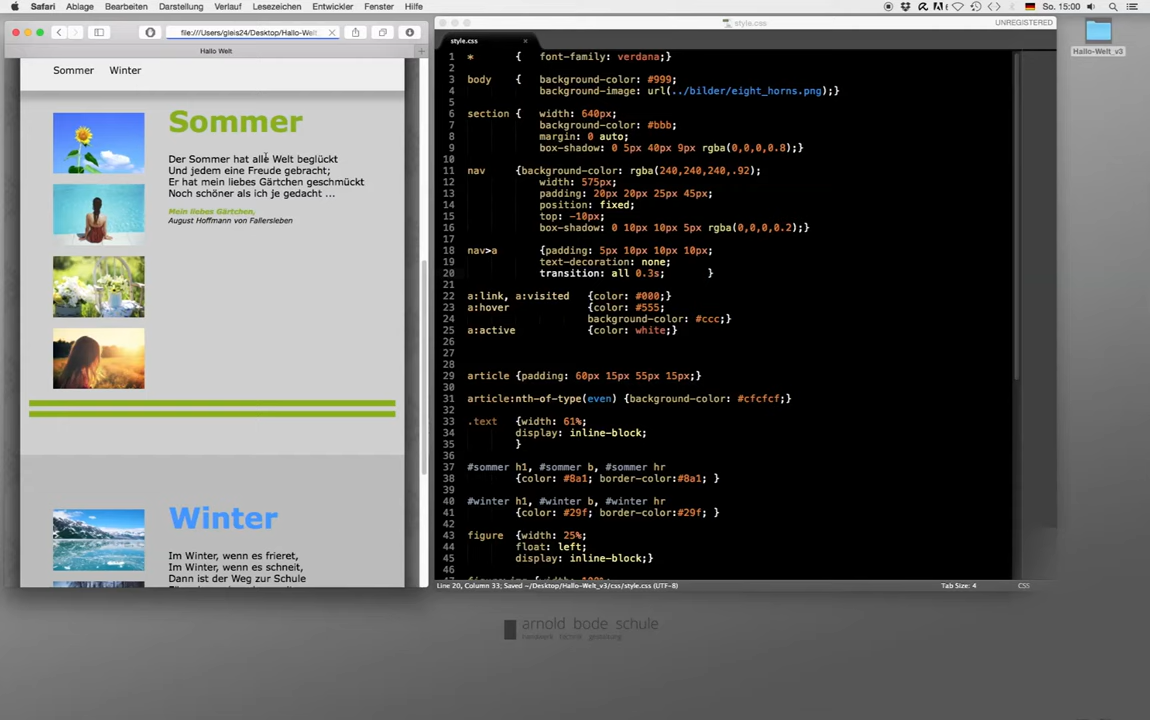 Safari Ablage Bearbeiten Darstellung Verlauf Lesezeichen Entwickler Fenster Hilfe
So. 15:00
file:///Users/gleis24/Desktop/Hallo-Welt
Hallo Welt
Sommer Winter
Sommer
Der Sommer hat alle Welt beglückt
Und jedem eine Freude gebracht;
Er hat mein liebes Gärtchen geschmückt
Noch schöner als ich je gedacht ...
Mein liebes Gärtchen,
August Hoffmann von Fallersleben
Winter
Im Winter, wenn es frieret,
Im Winter, wenn es schneit,
Dann ist der Weg zur Schule
style.css
UNREGISTERED
style.css ×
1 * { font-family: verdana;}
2
3 body { background-color: #999;
4 background-image: url(../bilder/eight_horns.png);}
5
6 section { width: 640px;
7 background-color: #bbb;
8 margin: 0 auto;
9 box-shadow: 0 5px 40px 9px rgba(0,0,0,0.8);}
10
11 nav {background-color: rgba(240,240,240,.92);
12 width: 575px;
13 padding: 20px 20px 25px 45px;
14 position: fixed;
15 top: -10px;
16 box-shadow: 0 10px 10px 5px rgba(0,0,0,0.2);}
17
18 nav>a {padding: 5px 10px 10px 10px;
19 text-decoration: none;
20 transition: all 0.3s; }
21
22 a:link, a:visited {color: #000;}
23 a:hover {color: #555;
24 background-color: #ccc;}
25 a:active {color: white;}
26
27
28
29 article {padding: 60px 15px 55px 15px;}
30
31 article:nth-of-type(even) {background-color: #cfcfcf;}
32
33 .text {width: 61%;
34 display: inline-block;
35 }
36
37 #sommer h1, #sommer b, #sommer hr
38 {color: #8a1; border-color:#8a1; }
39
40 #winter h1, #winter b, #winter hr
41 {color: #29f; border-color:#29f; }
42
43 figure {width: 25%;
44 float: left;
45 display: inline-block;}
Line 20, Column 33; Saved ~/Desktop/Hallo-Welt_v3/css/style.css (UTF-8)
Tab Size: 4
CSS
Hallo-Welt_v3
arnold bode schule